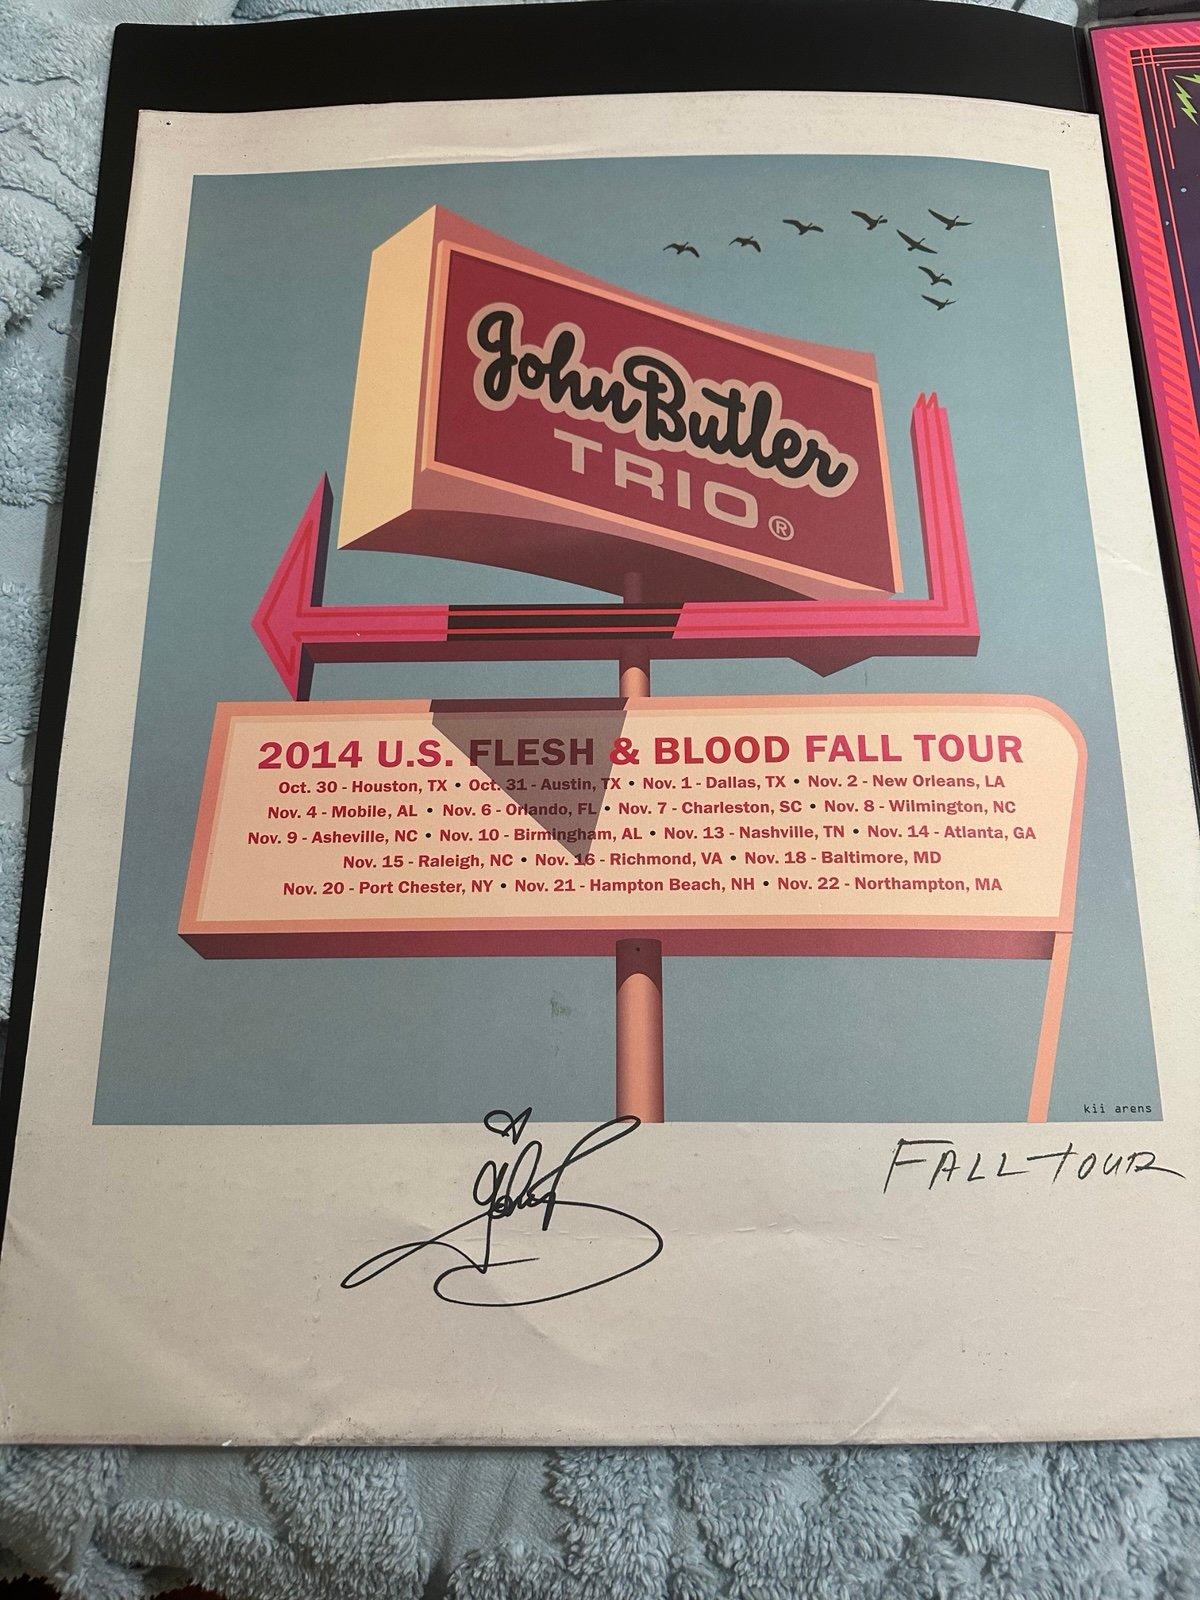 John Butler
TRIO®
2014 U.S. FLESH & BLOOD FALL TOUR
Oct. 30 - Houston, TX • Oct. 31 - Austin, TX • Nov. 1 - Dallas, TX • Nov. 2 - New Orleans, LA
Nov. 4 - Mobile, AL • Nov. 6 - Orlando, FL • Nov. 7 - Charleston, SC • Nov. 8 - Wilmington, NC
Nov. 9 - Asheville, NC • Nov. 10 - Birmingham, AL • Nov. 13 - Nashville, TN • Nov. 14 - Atlanta, GA
Nov. 15 - Raleigh, NC • Nov. 16 - Richmond, VA • Nov. 18 - Baltimore, MD
Nov. 20 - Port Chester, NY • Nov. 21 - Hampton Beach, NH • Nov. 22 - Northampton, MA
kii arens
John
FALL TOUR